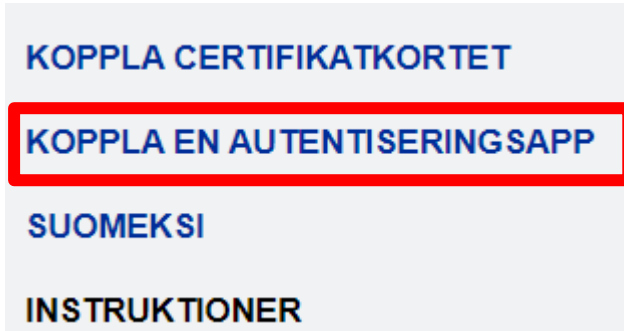 KOPPLA CERTIFIKATKORTET
KOPPLA EN AUTENTISERINGSAPP
SUOMEKSI
INSTRUKTIONER